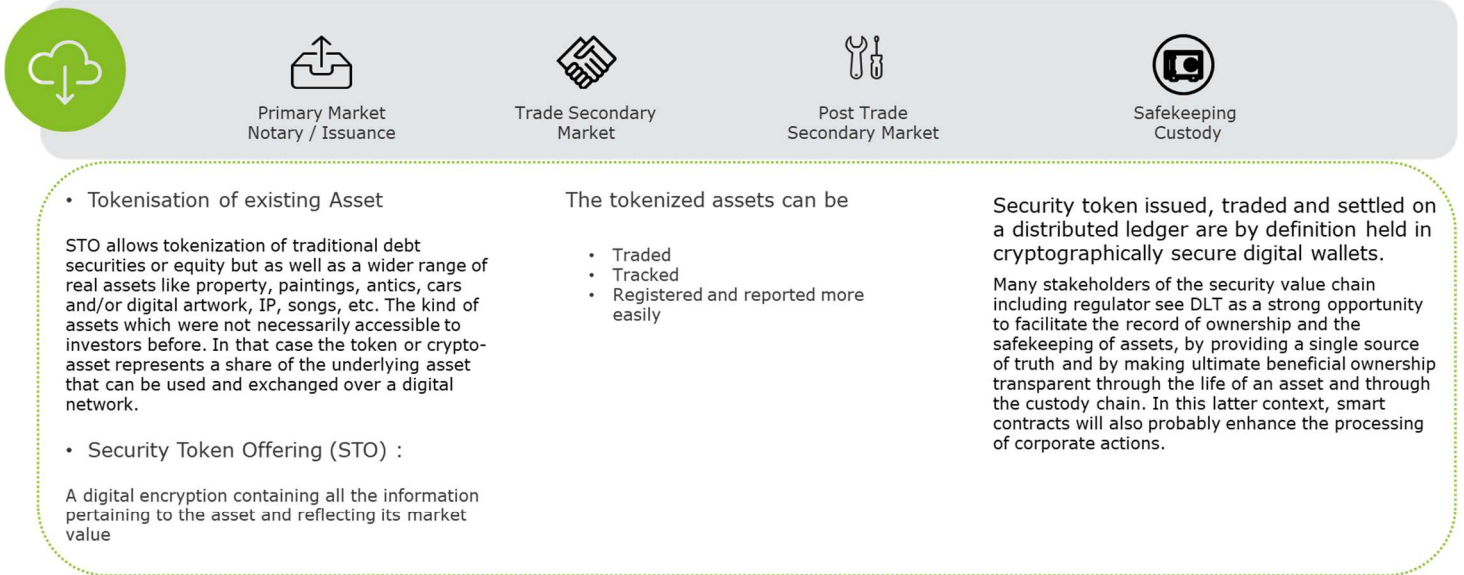 Primary Market
Notary / Issuance
Trade Secondary
Market
Post Trade
Secondary Market
Safekeeping
Custody
• Tokenisation of existing Asset
STO allows tokenization of traditional debt
securities or equity but as well as a wider range of
real assets like property, paintings, antics, cars
and/or digital artwork, IP, songs, etc. The kind of
assets which were not necessarily accessible to
investors before. In that case the token or crypto-
asset represents a share of the underlying asset
that can be used and exchanged over a digital
network.
• Security Token Offering (STO) :
A digital encryption containing all the information
pertaining to the asset and reflecting its market
value
The tokenized assets can be
• Traded
• Tracked
• Registered and reported more
easily
Security token issued, traded and settled on
a distributed ledger are by definition held in
cryptographically secure digital wallets.
Many stakeholders of the security value chain
including regulator see DLT as a strong opportunity
to facilitate the record of ownership and the
safekeeping of assets, by providing a single source
of truth and by making ultimate beneficial ownership
transparent through the life of an asset and through
the custody chain. In this latter context, smart
contracts will also probably enhance the processing
of corporate actions.